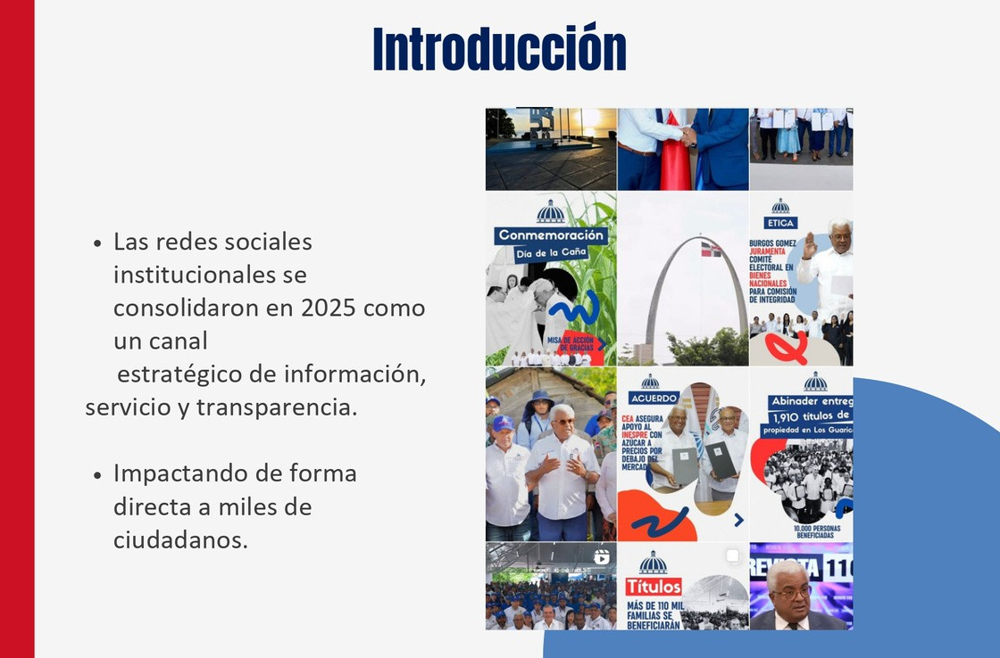 Introducción
Las redes sociales
institucionales se
consolidaron en 2025 como
un canal
estratégico de información,
servicio y transparencia.
Impactando de forma
directa a miles de
ciudadanos.
Conmemoración
Día de la Caña
MISA DE ACCIÓN
DE GRACIAS
ETICA
BURGOS GOMEZ
JURAMENTA
COMITÉ
ELECTORAL EN
BIENES
NACIONALES
PARA COMISIÓN
DE INTEGRIDAD
ACUERDO
CEA ASEGURA
APOYO AL
INESPRE CON
AZÚCAR A
PRECIOS POR
DEBAJO DEL
MERCAD
Abinader entreg
1,910 títulos de
propiedad en Los Guaric
10,000 PERSONAS
BENEFICIADAS
Títulos
MÁS DE 110 MIL
FAMILIAS SE
BENEFICIARÁN
REVISTA 110